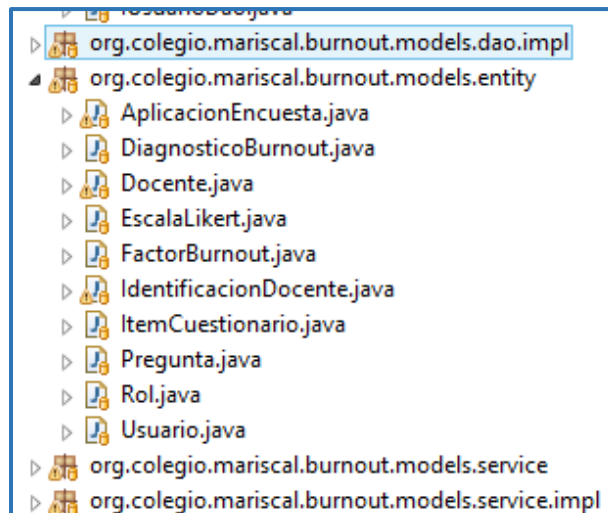 IUsuarioDao.java
org.colegio.mariscal.burnout.models.dao.impl
org.colegio.mariscal.burnout.models.entity
AplicacionEncuesta.java
DiagnosticoBurnout.java
Docente.java
EscalaLikert.java
FactorBurnout.java
IdentificacionDocente.java
ItemCuestionario.java
Pregunta.java
Rol.java
Usuario.java
org.colegio.mariscal.burnout.models.service
org.colegio.mariscal.burnout.models.service.impl